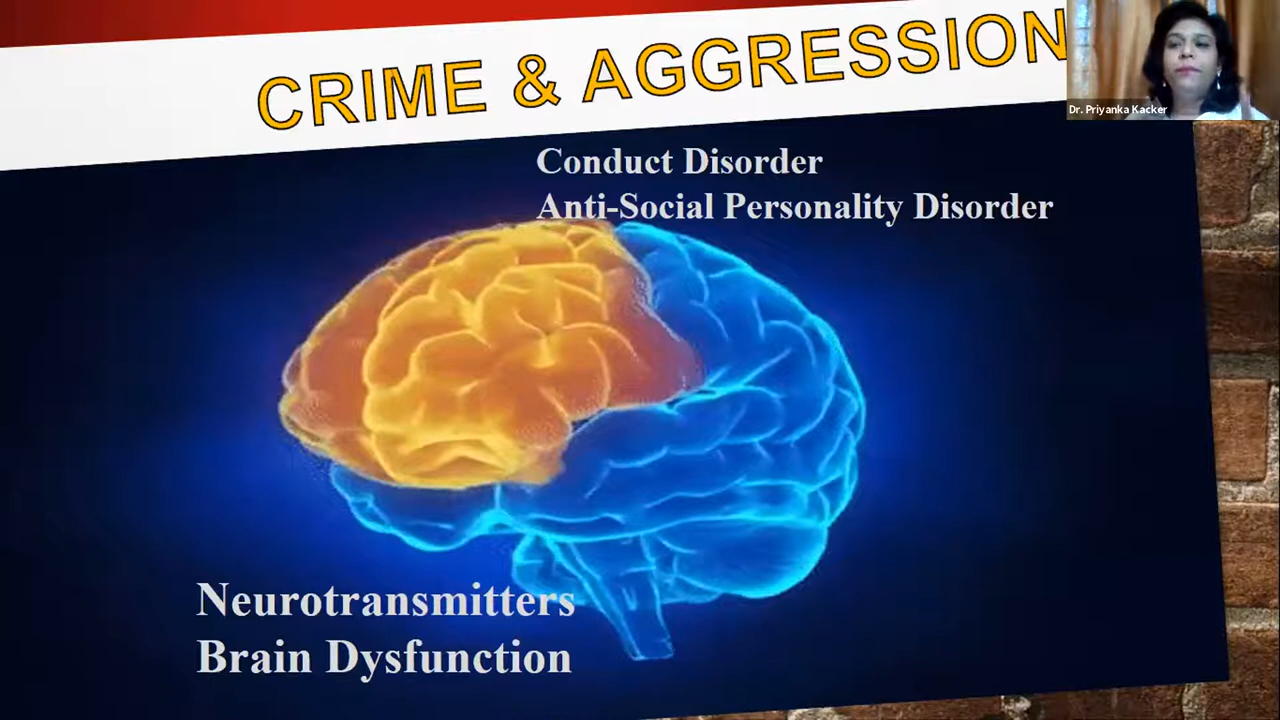 CRIME & AGGRESSION
Dr. Priyanka Kacker
Conduct Disorder
Anti-Social Personality Disorder
Neurotransmitters
Brain Dysfunction